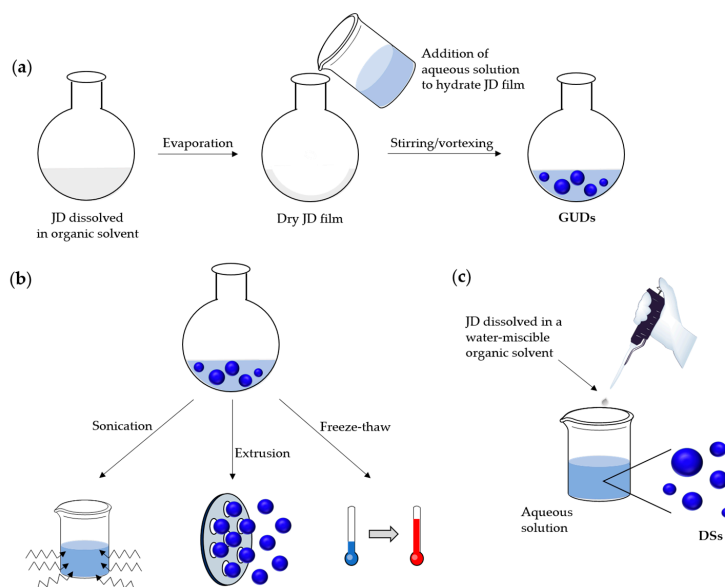 (a)
Addition of
aqueous solution
to hydrate JD film
Evaporation
Stirring/vortexing
JD dissolved
in organic solvent
Dry JD film
GUDs
(b)
Sonication
Extrusion
Freeze-thaw
(c)
JD dissolved in a
water-miscible
organic solvent
Aqueous
solution
DSs